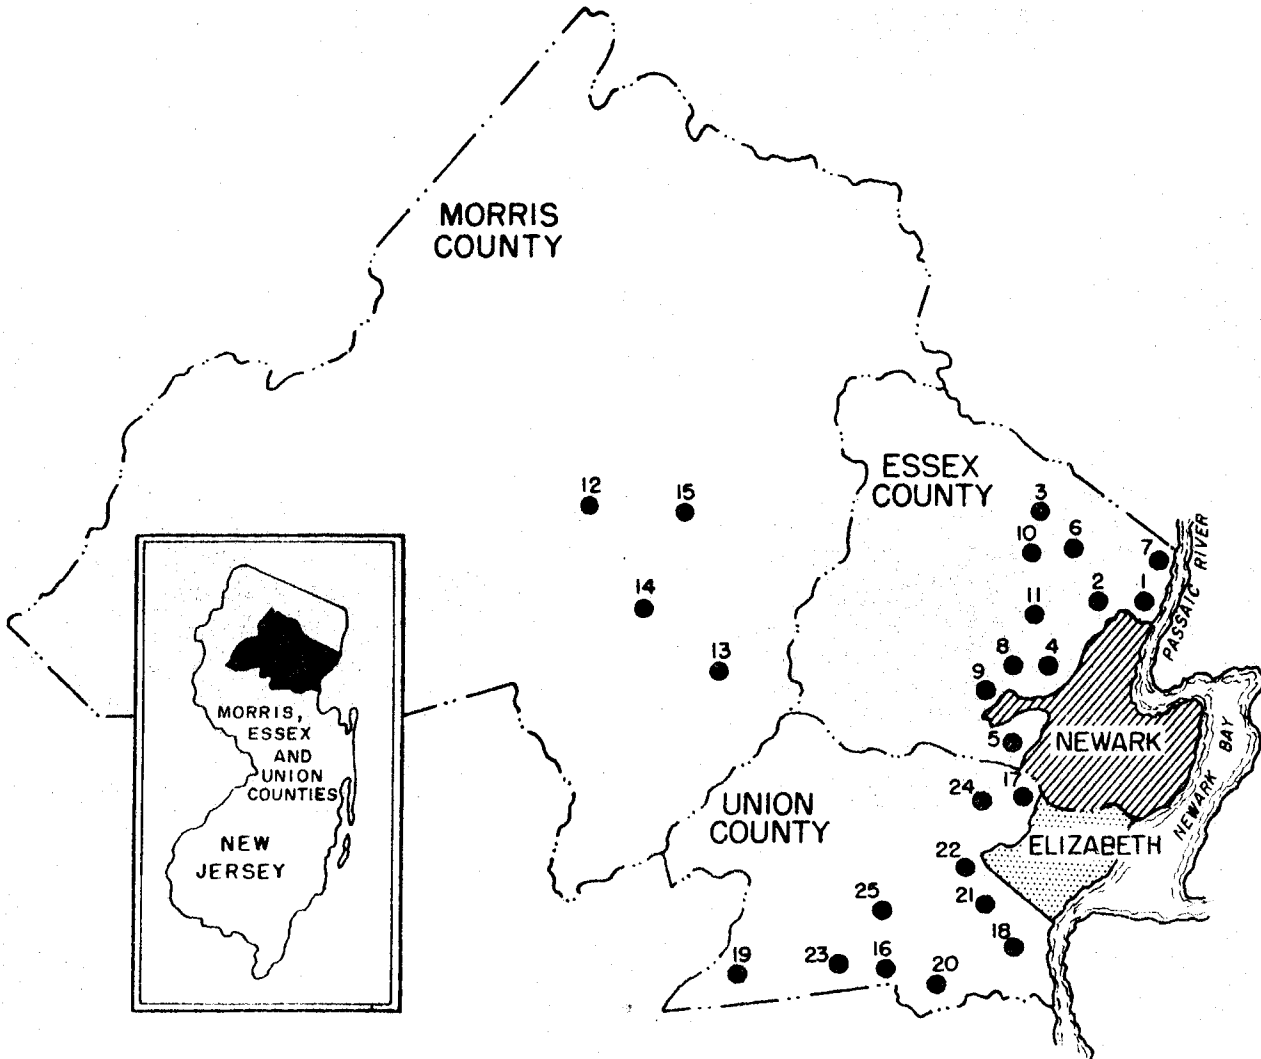 MORRIS
COUNTY
ESSEX
COUNTY
12
15
3
10
6
7
PASSAIC RIVER
14
11
2
1
13
8
4
9
5
NEWARK
NEWARK BAY
24
17
UNION
COUNTY
ELIZABETH
22
21
25
18
19
23
16
20
MORRIS,
ESSEX
AND
UNION
COUNTIES
NEW
JERSEY